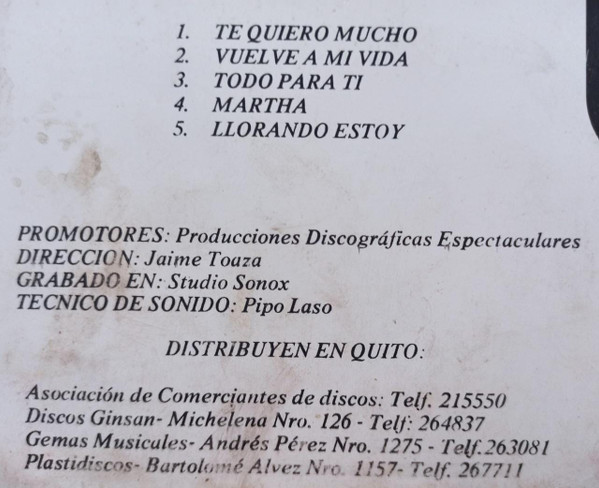 1. TE QUIERO MUCHO
2. VUELVE A MI VIDA
3. TODO PARA TI
4. MARTHA
5. LLORANDO ESTOY
PROMOTORES: Producciones Discográficas Espectaculares
DIRECCION: Jaime Toaza
GRABADO EN: Studio Sonox
TECNICO DE SONIDO: Pipo Laso
DISTRIBUYEN EN QUITO:
Asociación de Comerciantes de discos: Telf. 215550
Discos Ginsan- Michelena Nro. 126 - Telf: 264837
Gemas Musicales- Andrés Pérez Nro. 1275 - Telf.263081
Plastidiscos- Bartolomé Alvez Nro. 1157- Telf. 267711